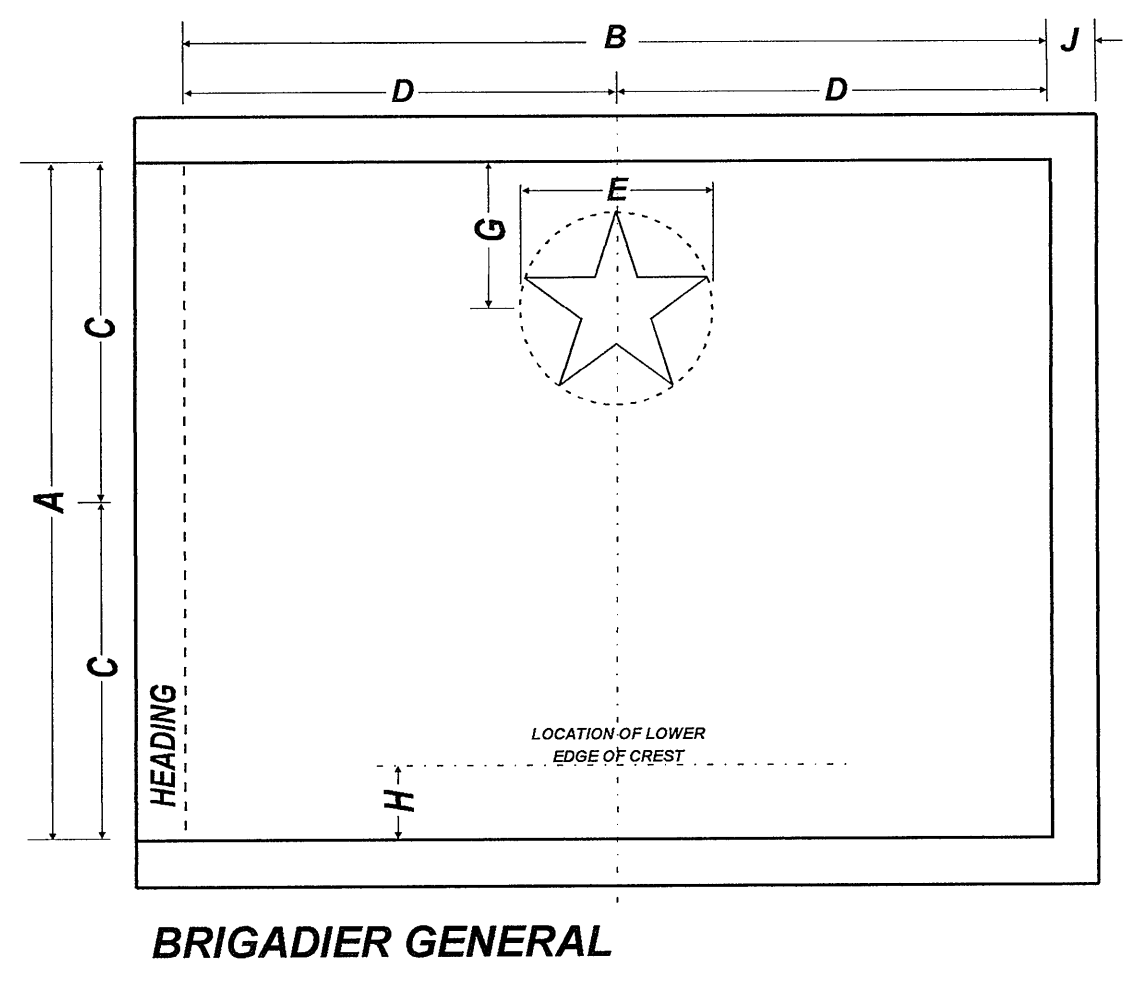 B
J
D
D
E
G
C
A
C
HEADING
LOCATION OF LOWER
EDGE OF CREST
H
BRIGADIER GENERAL